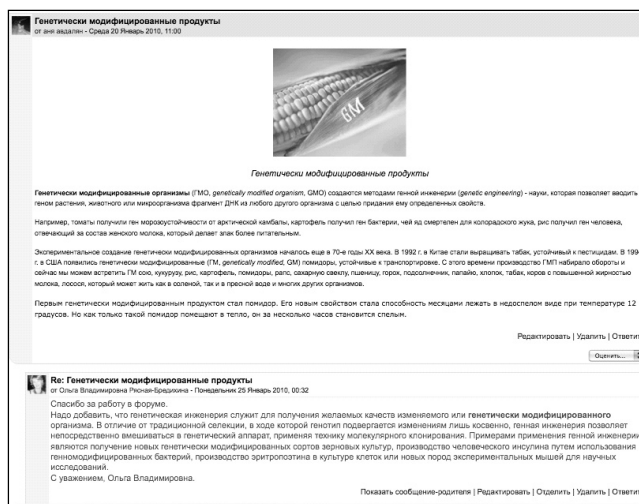 Генетически модифицированные продукты
от аня авдалян - Среда 20 Январь 2010, 11:00
GM
Генетически модифицированные продукты
Генетически модифицированные организмы (ГМО, genetically modified organism, GMO) создаются методами генной инженерии (genetic engineering) - науки, которая позволяет вводить в
геном растения, животного или микроорганизма фрагмент ДНК из любого другого организма с целью придания ему определенных свойств.
Например, томаты получили ген морозоустойчивости от арктической камбалы, картофель получил ген бактерии, чей яд смертелен для колорадского жука, рис получил ген человека,
отвечающий за состав женского молока, который делает злак более питательным.
Экспериментальное создание генетически модифицированных организмов началось еще в 70-е годы ХХ века. В 1992 г. в Китае стали выращивать табак, устойчивый к пестицидам. В 199
г. в США появились генетически модифицированные (ГМ, genetically modified, GM) помидоры, устойчивые к транспортировке. С этого времени производство ГМП набирало обороты и
сейчас мы можем встретить ГМ сою, кукурузу, рис, картофель, помидоры, рапс, сахарную свеклу, пшеницу, горох, подсолнечник, папайю, хлопок, табак, коров с повышенной жирностью
молока, лосося, который может жить как в соленой, так и в пресной воде и многих других организмов.
Первым генетически модифицированным продуктом стал помидор. Его новым свойством стала способность месяцами лежать в недоспелом виде при температуре 12
градусов. Но как только такой помидор помещают в тепло, он за несколько часов становится спелым.
Редактировать | Удалить | Ответит
Оценить...
Re: Генетически модифицированные продукты
от Ольга Владимировна Рясная-Бредихина - Понедельник 25 Январь 2010, 00:32
Спасибо за работу в форуме.
Надо добавить, что генетическая инженерия служит для получения желаемых качеств изменяемого или генетически модифицированного
организма. В отличие от традиционной селекции, в ходе которой генотип подвергается изменениям лишь косвенно, генная инженерия позволяет
непосредственно вмешиваться в генетический аппарат, применяя технику молекулярного клонирования. Примерами применения генной инженерии
являются получение новых генетически модифицированных сортов зерновых культур, производство человеческого инсулина путем использования
генномодифицированных бактерий, производство эритропоэтина в культуре клеток или новых пород экспериментальных мышей для научных
исследований.
С уважением, Ольга Владимировна.
Показать сообщение-родителя | Редактировать | Отделить | Удалить | Ответи